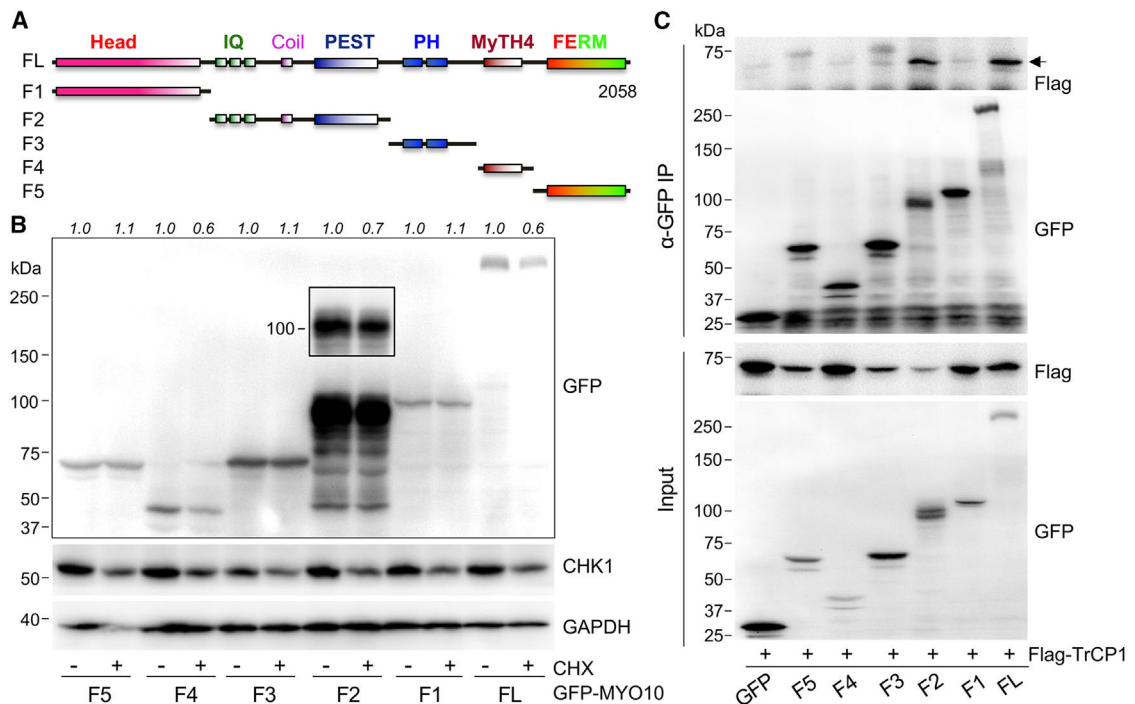 A
Head IQ Coil PEST PH MyTH4 FERM
FL
2058
F1
F2
F3
F4
F5
B
1.0 1.1 1.0 0.6 1.0 1.1 1.0 0.7 1.0 1.1 1.0 0.6
kDa
250
150
100
75
50
37
100
GFP
50
CHK1
40
GAPDH
- + - + - + - + - + - + CHX
F5 F4 F3 F2 F1 FL GFP-MYO10
C
kDa
75
Flag
α-GFP IP
250
150
100
75
50
37
25
GFP
75
Flag
Input
250
150
100
75
50
37
25
GFP
+ + + + + + + Flag-TrCP1
GFP F5 F4 F3 F2 F1 FL